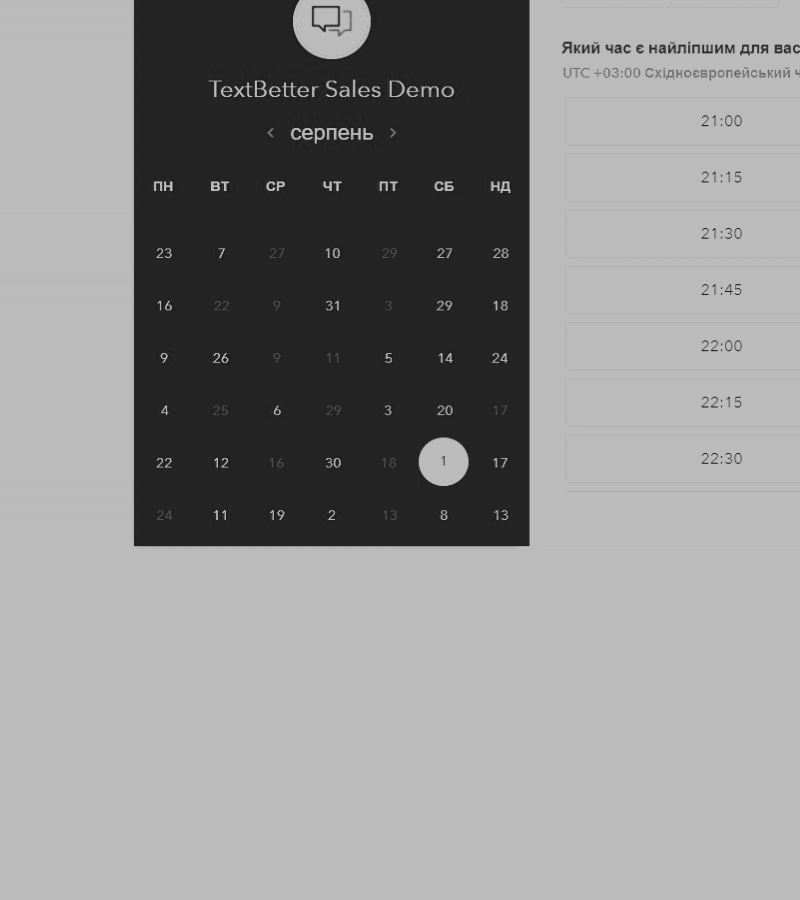 TextBetter Sales Demo
‹ серпень ›
ПН ВТ СР ЧТ ПТ СБ НД
23 7 27 10 29 27 28
16 22 9 31 3 29 18
9 26 9 11 5 14 24
4 25 6 29 3 20 17
22 12 16 30 18 1 17
24 11 19 2 13 8 13
Який час є найліпшим для вас
UTC +03:00 Східноєвропейський
21:00
21:15
21:30
21:45
22:00
22:15
22:30